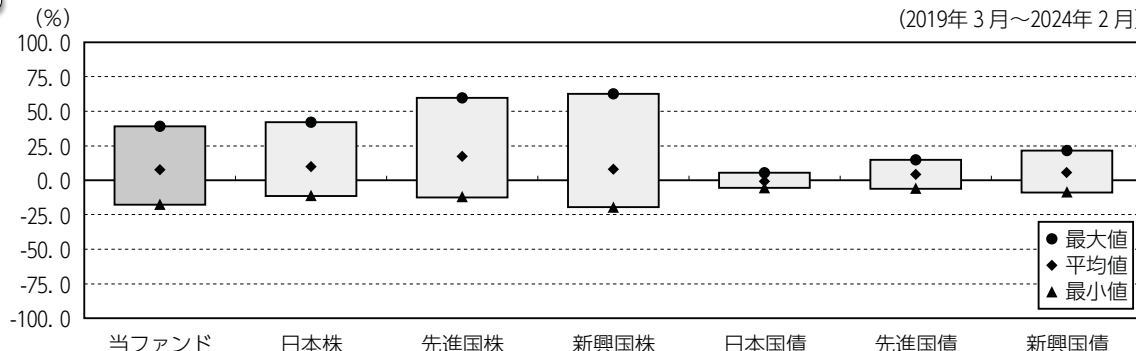 (%)
(2019年3月～2024年2月)
100.0
75.0
50.0
25.0
0.0
-25.0
-50.0
-75.0
-100.0
● 最大値
◆ 平均値
▲ 最小値
当ファンド 日本株 先進国株 新興国株 日本国債 先進国債 新興国債